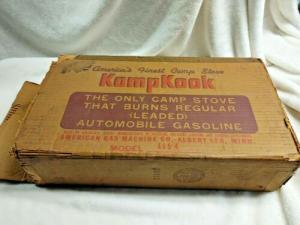 America's Finest Camp Stove
KampKook
THE ONLY CAMP STOVE
THAT BURNS REGULAR
(LEADED)
AUTOMOBILE GASOLINE
AMERICAN GAS MACHINE CO. ALBERT LEA, MINN.
MODEL